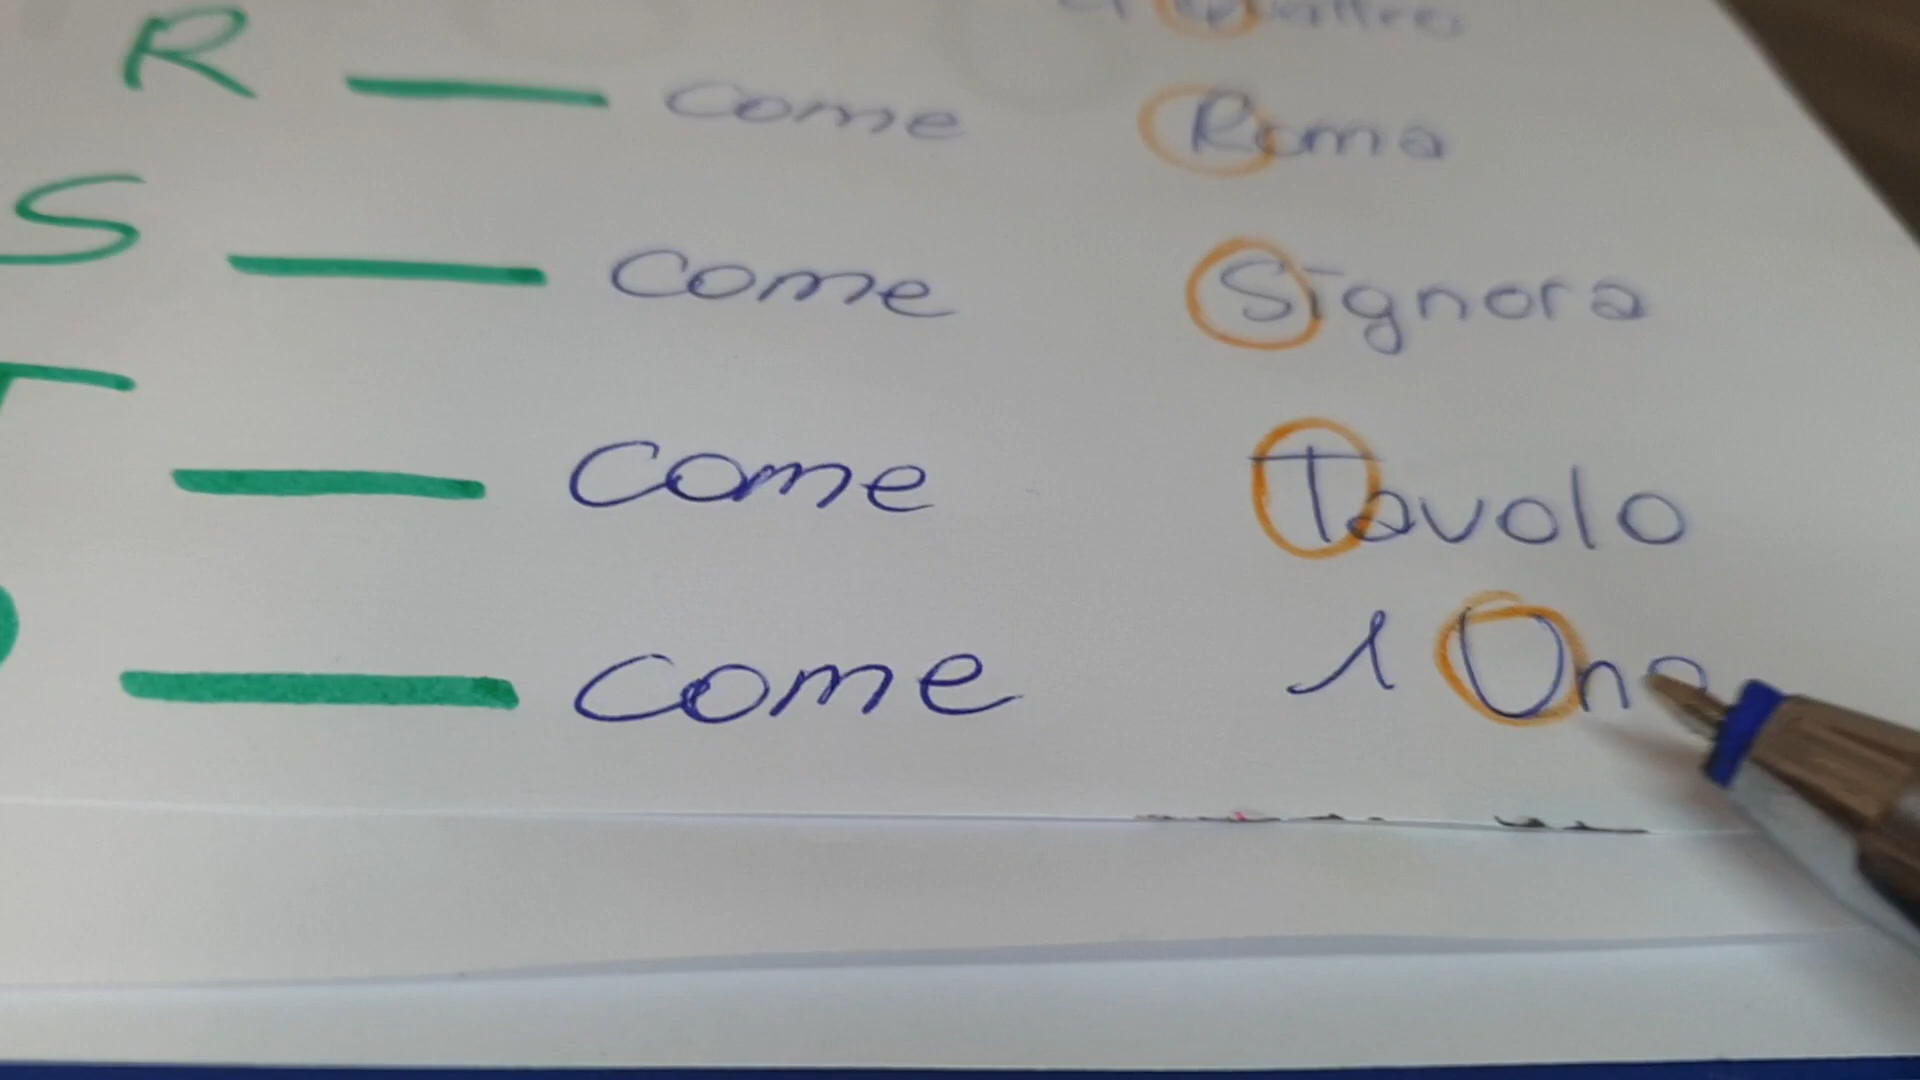 R — come Roma
S — come Signora
T — come Tavolo
— come 1 Uno